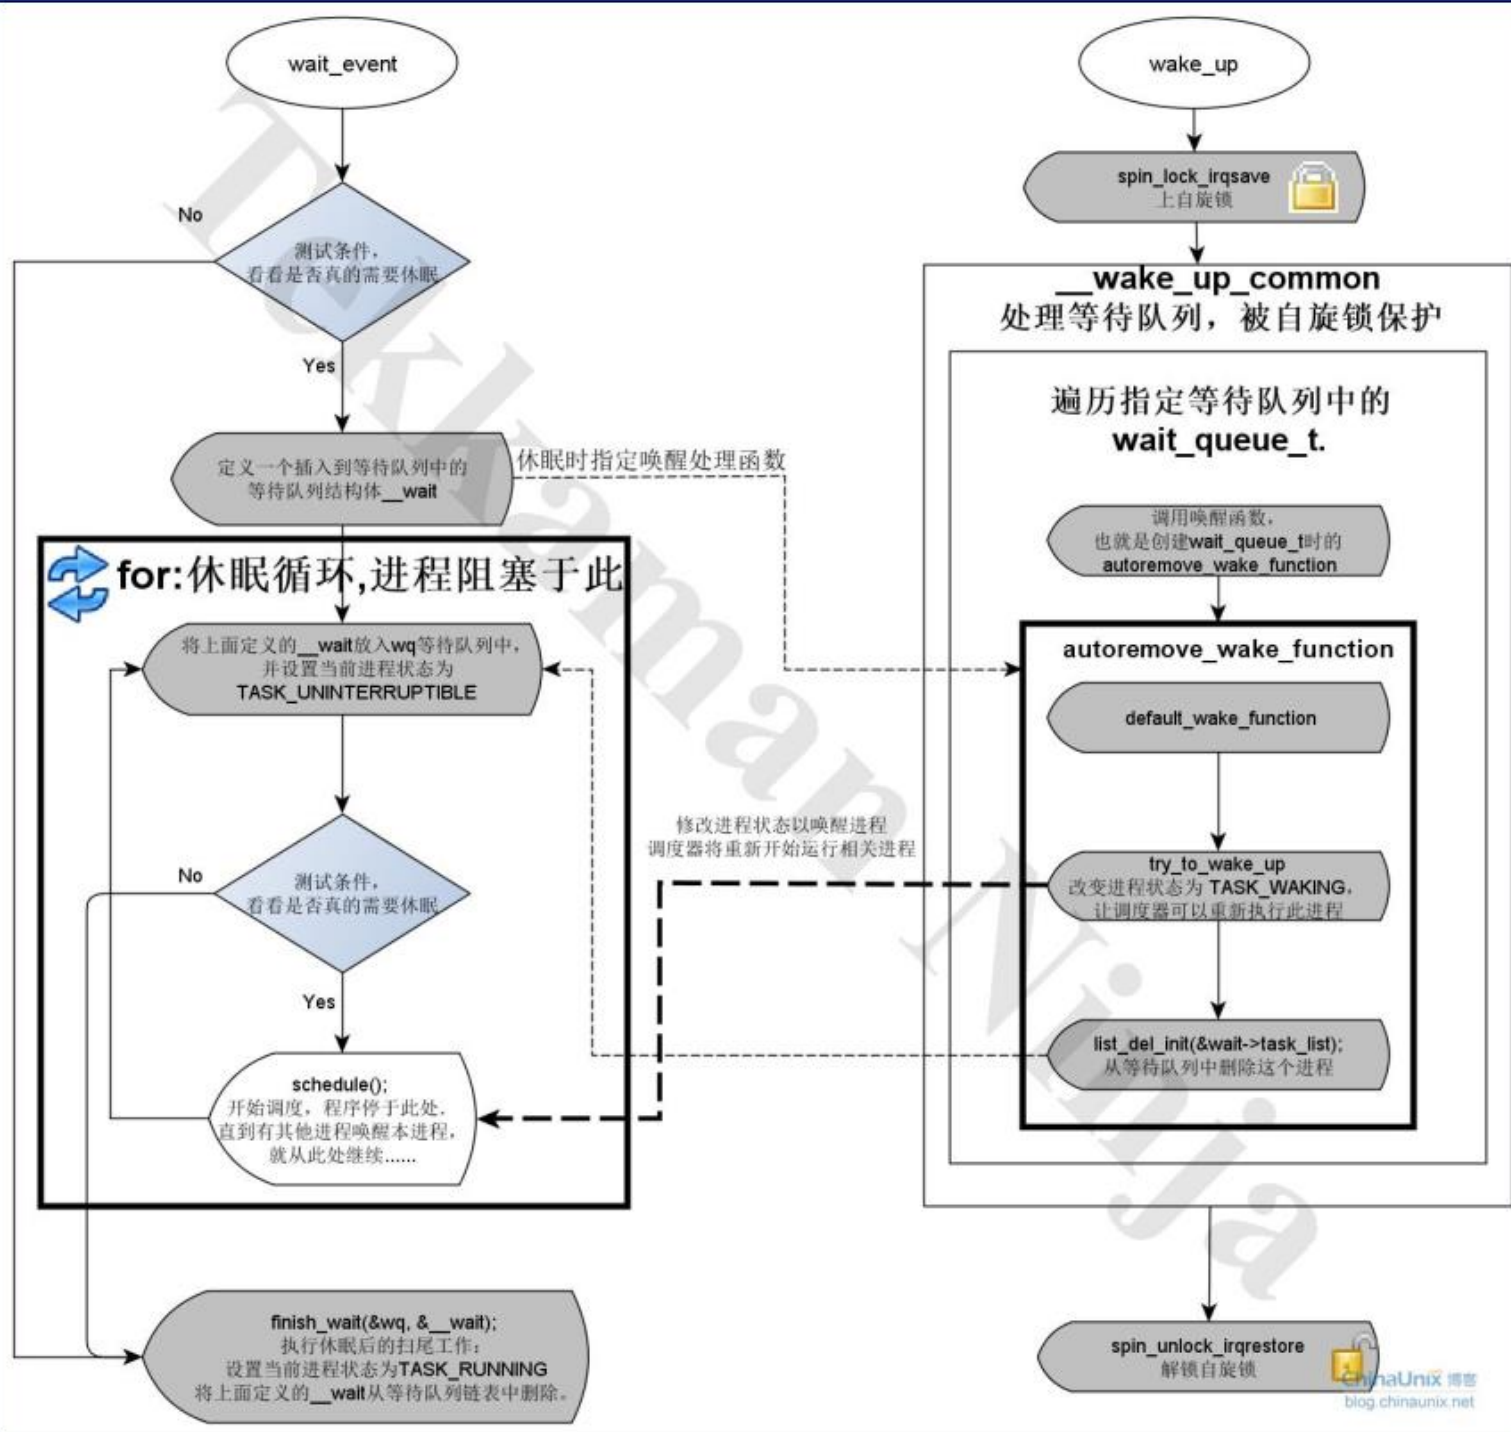 wait_event
No
测试条件，
看看是否真的需要休眠
Yes
定义一个插入到等待队列中的
等待队列结构体__wait
休眠时指定唤醒处理函数
for:休眠循环,进程阻塞于此
将上面定义的__wait放入wq等待队列中，
并设置当前进程状态为
TASK_UNINTERRUPTIBLE
No
测试条件，
看看是否真的需要休眠
Yes
schedule();
开始调度，程序停于此处，
直到有其他进程唤醒本进程，
就从此处继续......
finish_wait(&wq, &__wait);
执行休眠后的扫尾工作：
设置当前进程状态为TASK_RUNNING
将上面定义的__wait从等待队列链表中删除。
修改进程状态以唤醒进程
调度器将重新开始运行相关进程
wake_up
spin_lock_irqsave
上自旋锁
__wake_up_common
处理等待队列，被自旋锁保护
遍历指定等待队列中的
wait_queue_t.
调用唤醒函数，
也就是创建wait_queue_t时的
autoremove_wake_function
autoremove_wake_function
default_wake_function
try_to_wake_up
改变进程状态为 TASK_WAKING，
让调度器可以重新执行此进程
list_del_init(&wait->task_list);
从等待队列中删除这个进程
spin_unlock_irqrestore
解锁自旋锁
Tekkaman Ninja
ChinaUnix 博客
blog.chinaunix.net